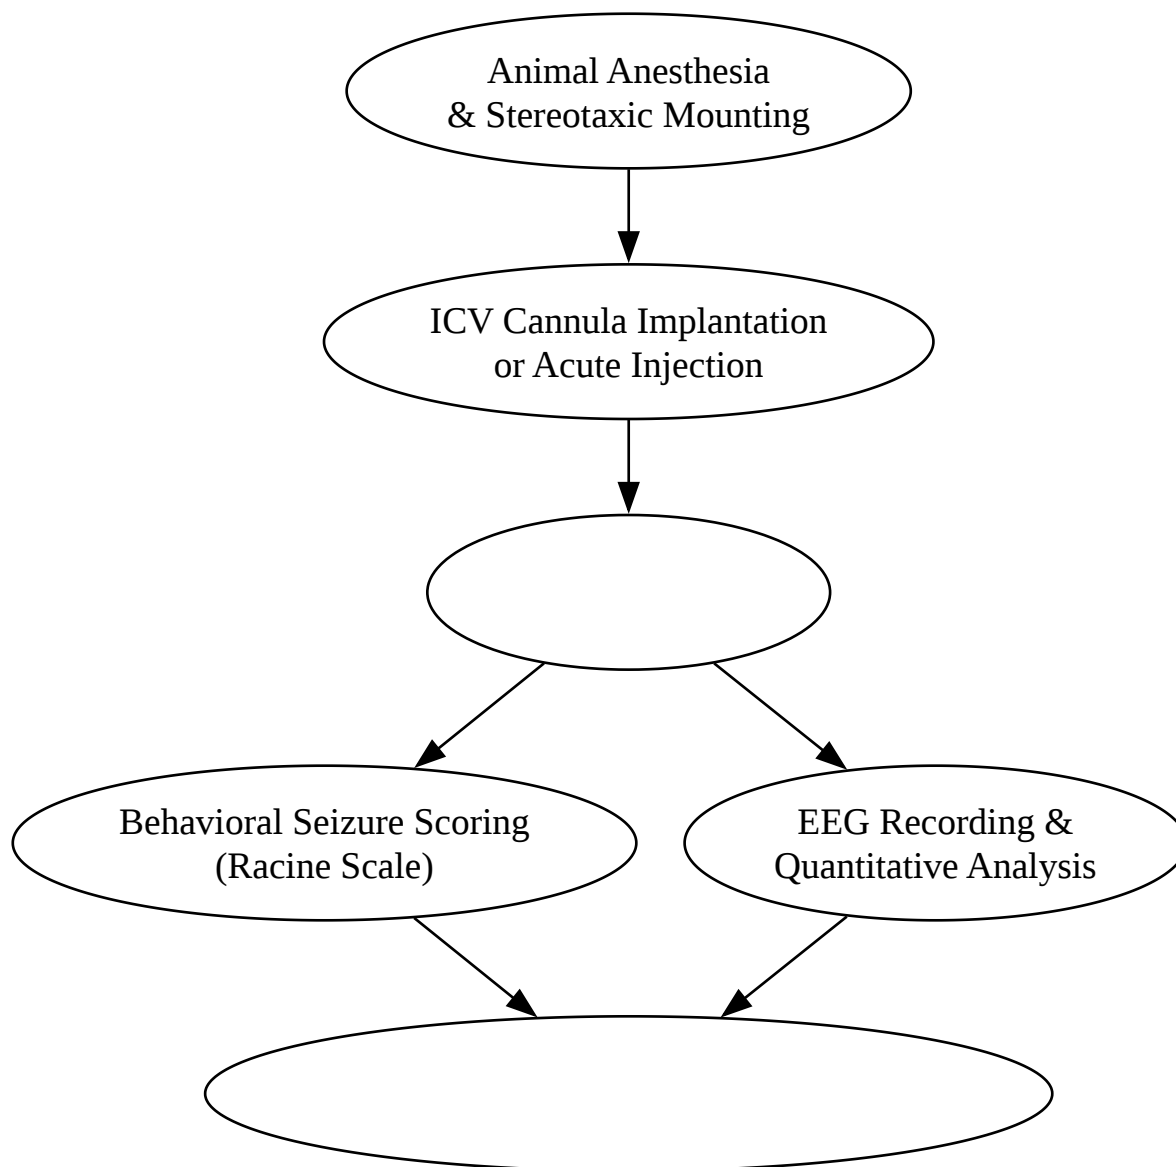 Animal Anesthesia
& Stereotaxic Mounting
ICV Cannula Implantation
or Acute Injection
Behavioral Seizure Scoring
(Racine Scale)
EEG Recording &
Quantitative Analysis